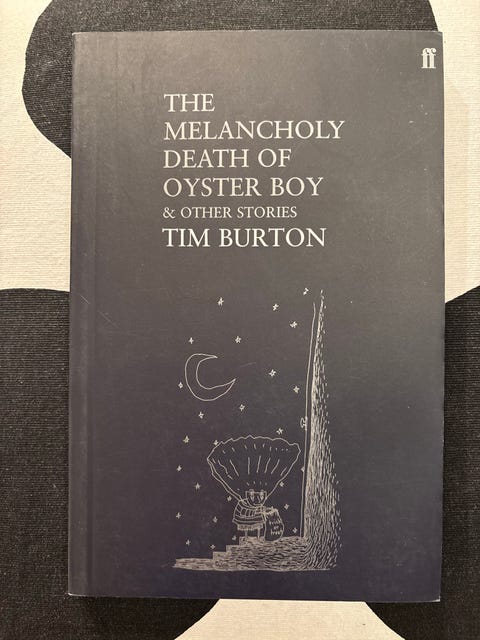 ff
THE
MELANCHOLY
DEATH OF
OYSTER BOY
& OTHER STORIES
TIM BURTON